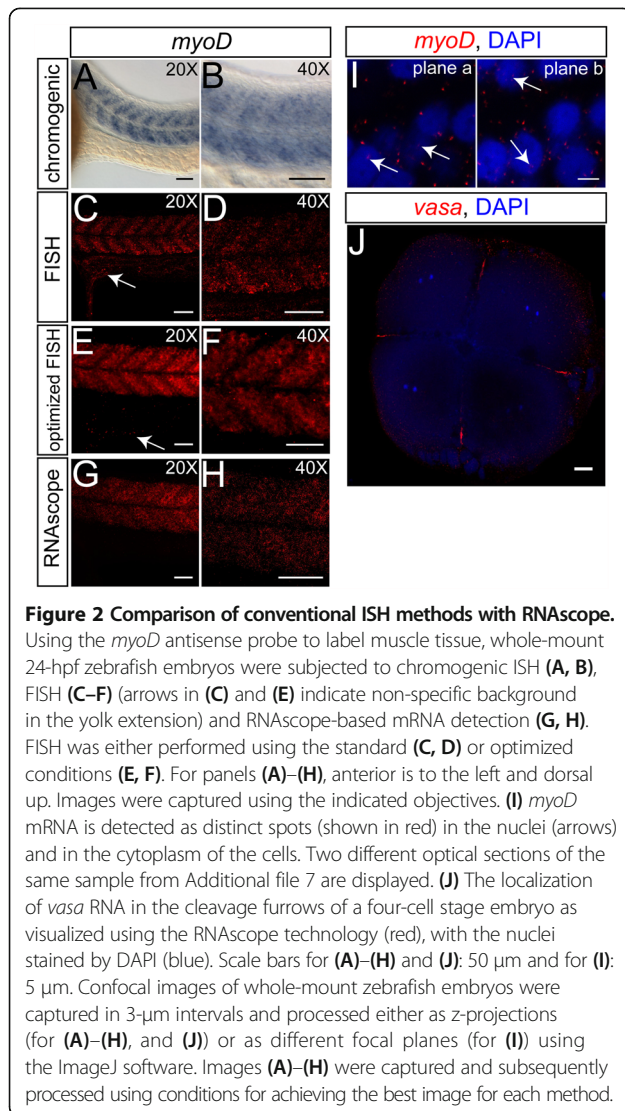 myoD
myoD, DAPI
chromogenic
A 20X
B 40X
I plane a
plane b
FISH
C 20X
D 40X
vasa, DAPI
J
optimized FISH
E 20X
F 40X
RNAscope
G 20X
H 40X
Figure 2 Comparison of conventional ISH methods with RNAscope.
Using the myoD antisense probe to label muscle tissue, whole-mount
24-hpf zebrafish embryos were subjected to chromogenic ISH (A, B),
FISH (C–F) (arrows in (C) and (E) indicate non-specific background
in the yolk extension) and RNAscope-based mRNA detection (G, H).
FISH was either performed using the standard (C, D) or optimized
conditions (E, F). For panels (A)–(H), anterior is to the left and dorsal
up. Images were captured using the indicated objectives. (I) myoD
mRNA is detected as distinct spots (shown in red) in the nuclei (arrows)
and in the cytoplasm of the cells. Two different optical sections of the
same sample from Additional file 7 are displayed. (J) The localization
of vasa RNA in the cleavage furrows of a four-cell stage embryo as
visualized using the RNAscope technology (red), with the nuclei
stained by DAPI (blue). Scale bars for (A)–(H) and (J): 50 μm and for (I):
5 μm. Confocal images of whole-mount zebrafish embryos were
captured in 3-μm intervals and processed either as z-projections
(for (A)–(H), and (J)) or as different focal planes (for (I)) using
the ImageJ software. Images (A)–(H) were captured and subsequently
processed using conditions for achieving the best image for each method.